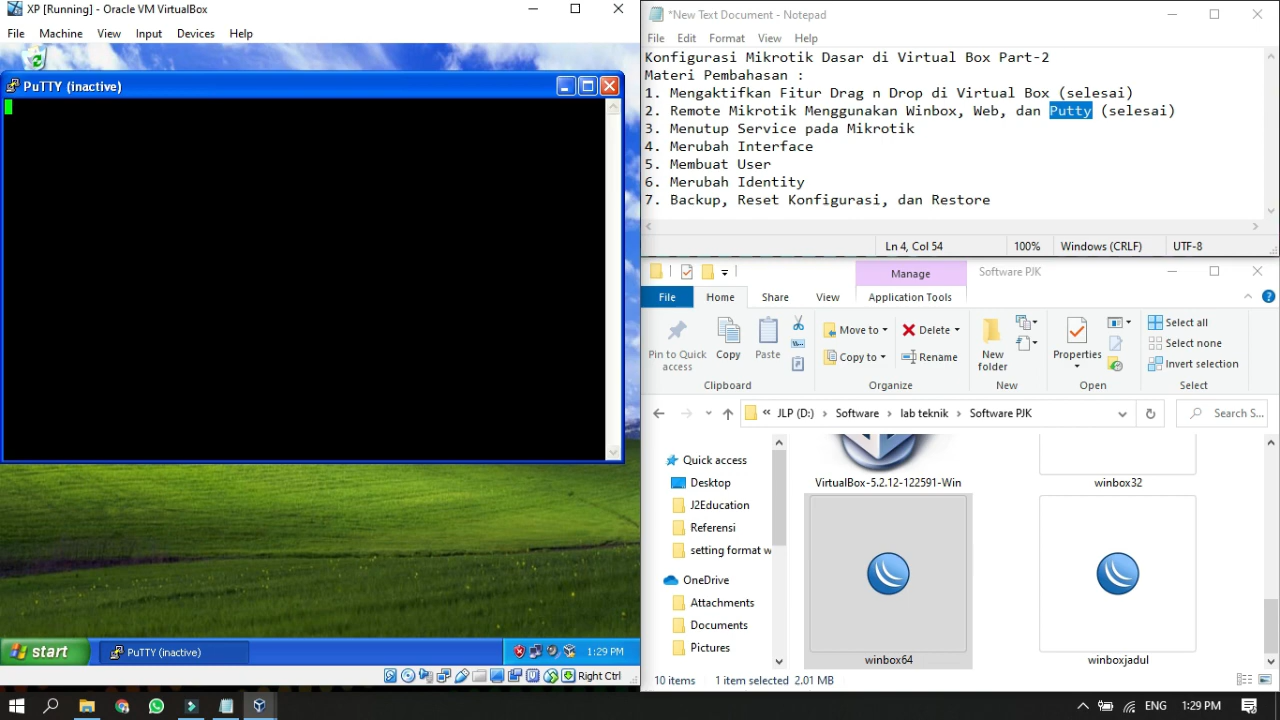 XP [Running] - Oracle VM VirtualBox
File Machine View Input Devices Help
PuTTY (inactive)
start
PuTTY (inactive)
1:29 PM
Right Ctrl
*New Text Document - Notepad
File Edit Format View Help
Konfigurasi Mikrotik Dasar di Virtual Box Part-2
Materi Pembahasan :
1. Mengaktifkan Fitur Drag n Drop di Virtual Box (selesai)
2. Remote Mikrotik Menggunakan Winbox, Web, dan Putty (selesai)
3. Menutup Service pada Mikrotik
4. Merubah Interface
5. Membuat User
6. Merubah Identity
7. Backup, Reset Konfigurasi, dan Restore
Ln 4, Col 54 100% Windows (CRLF) UTF-8
Manage Software PJK
File Home Share View Application Tools
Pin to Quick access
Copy
Paste
Clipboard
Move to
Copy to
Delete
Rename
Organize
New folder
New
Properties
Open
Select all
Select none
Invert selection
Select
« JLP (D:) > Software > lab teknik > Software PJK
Search S...
Quick access
Desktop
J2Education
Referensi
setting format w
OneDrive
Attachments
Documents
Pictures
VirtualBox-5.2.12-122591-Win
winbox32
winbox64
winboxjadul
10 items 1 item selected 2.01 MB
ENG 1:29 PM